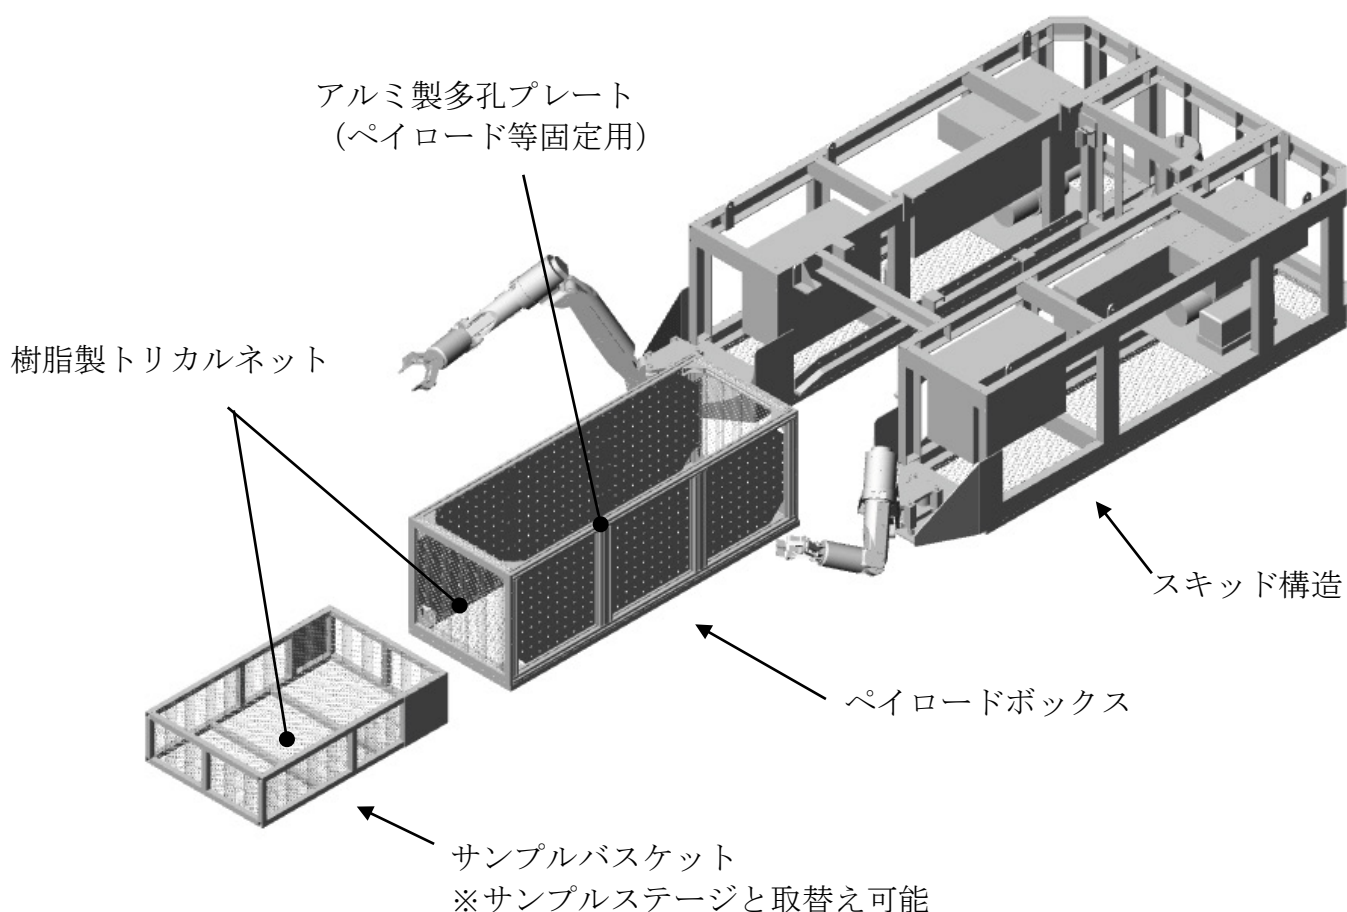 アルミ製多孔プレート
（ペイロード等固定用）
樹脂製トリカルネット
スキッド構造
ペイロードボックス
サンプルバスケット
※サンプルステージと取替え可能